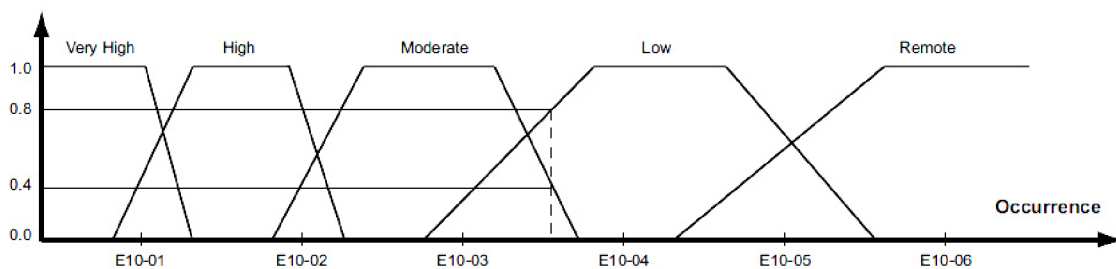 Very High High Moderate Low Remote
1.0
0.8
0.4
Occurrence
0.0
E10-01 E10-02 E10-03 E10-04 E10-05 E10-06